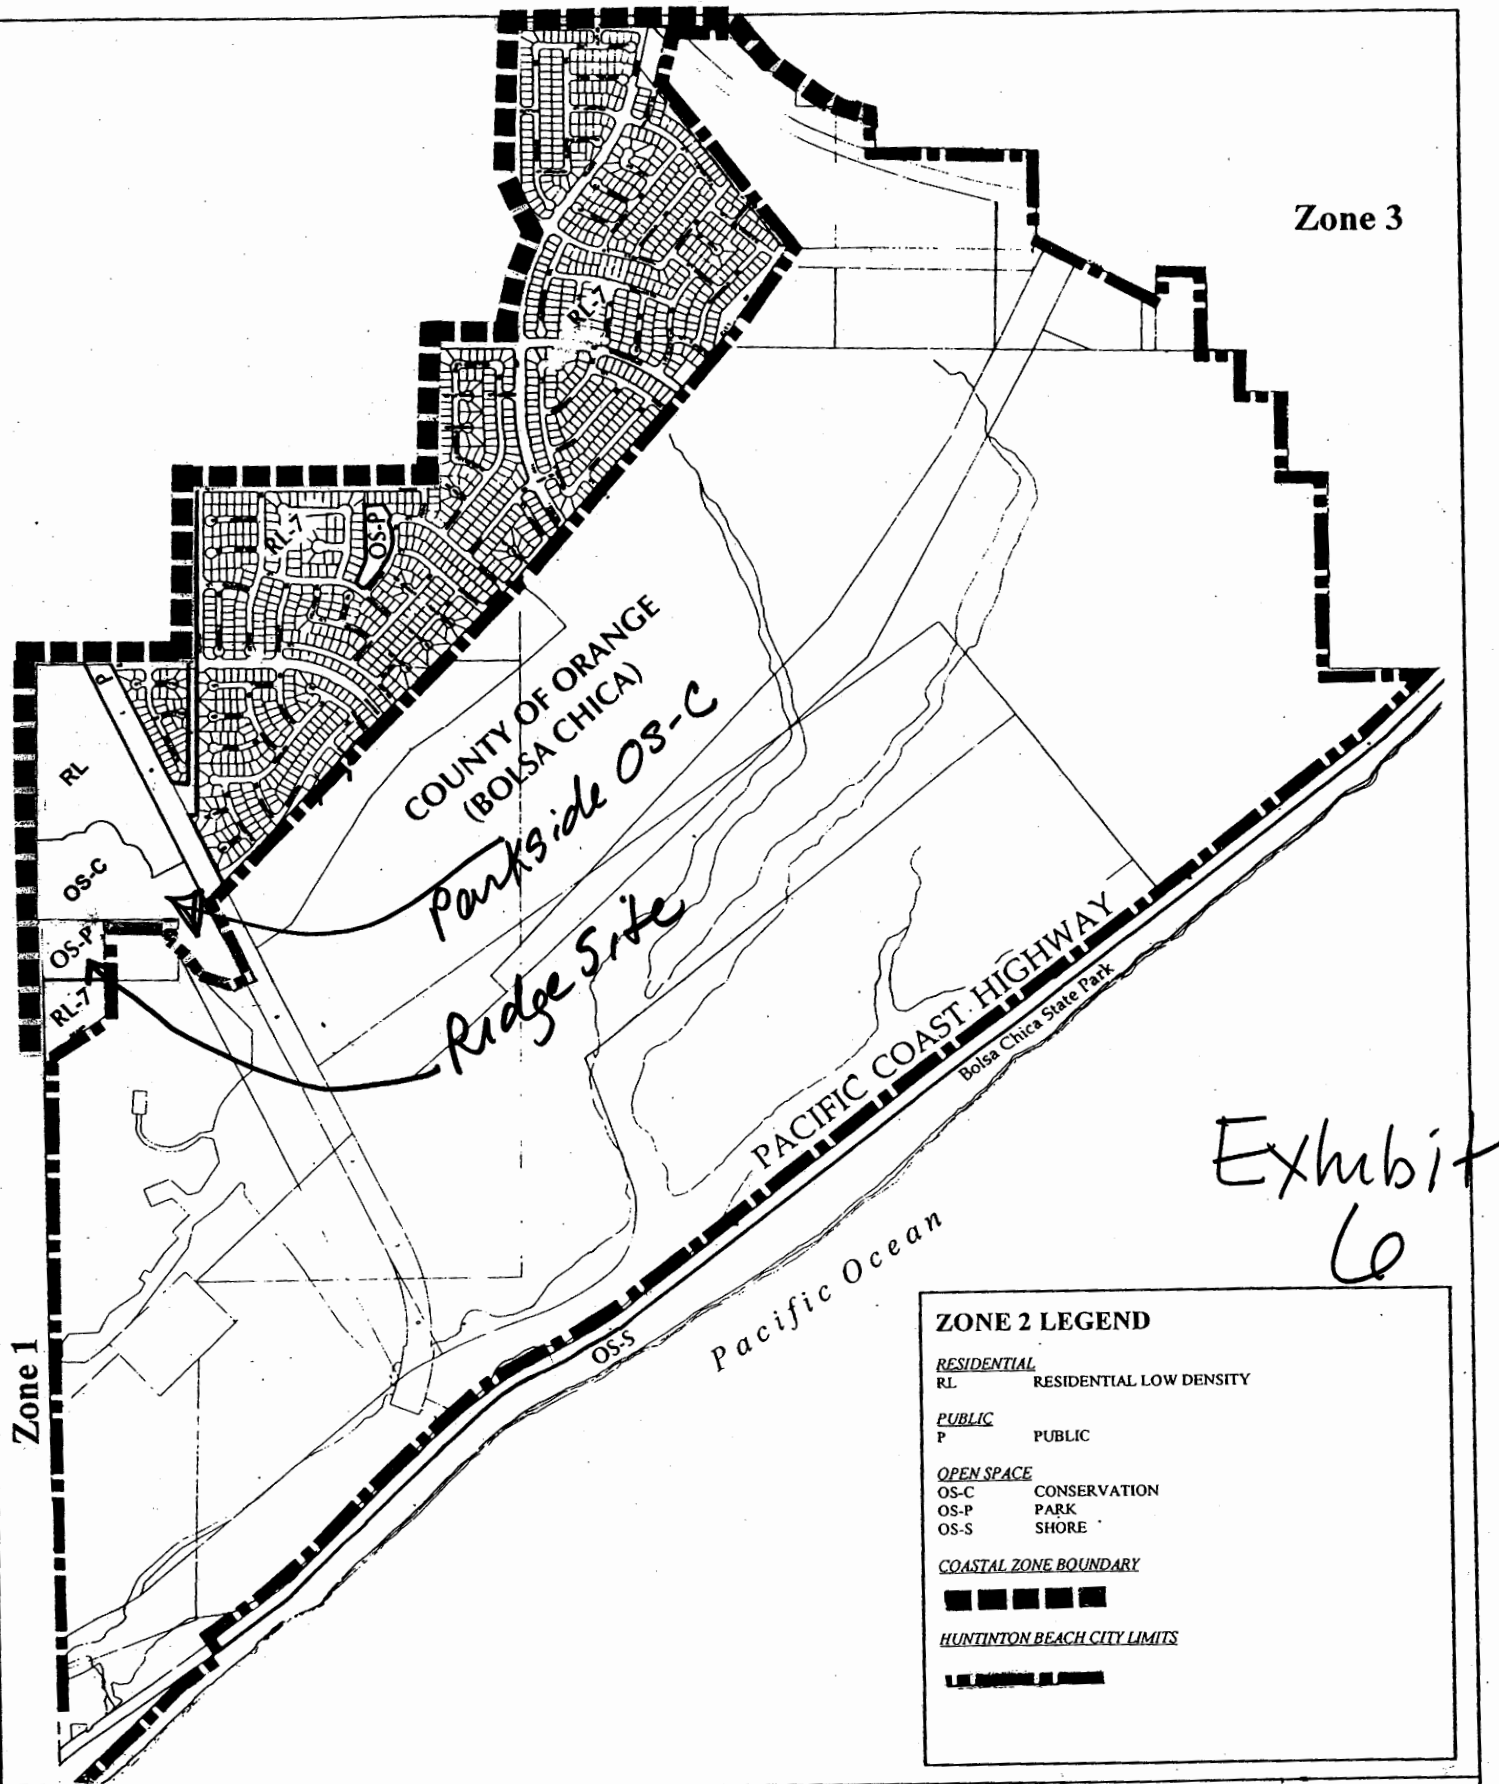 Zone 3
RL-7
RL-7
OS-P
P
RL
COUNTY OF ORANGE
(BOLSA CHICA)
Parkside OS-C
OS-C
OS-P
RL-7
Ridge Site
PACIFIC COAST HIGHWAY
Bolsa Chica State Park
Exhibit
6
Pacific Ocean
OS-S
Zone 1
ZONE 2 LEGEND
RESIDENTIAL
RL RESIDENTIAL LOW DENSITY
PUBLIC
P PUBLIC
OPEN SPACE
OS-C CONSERVATION
OS-P PARK
OS-S SHORE
COASTAL ZONE BOUNDARY
HUNTINTON BEACH CITY LIMITS